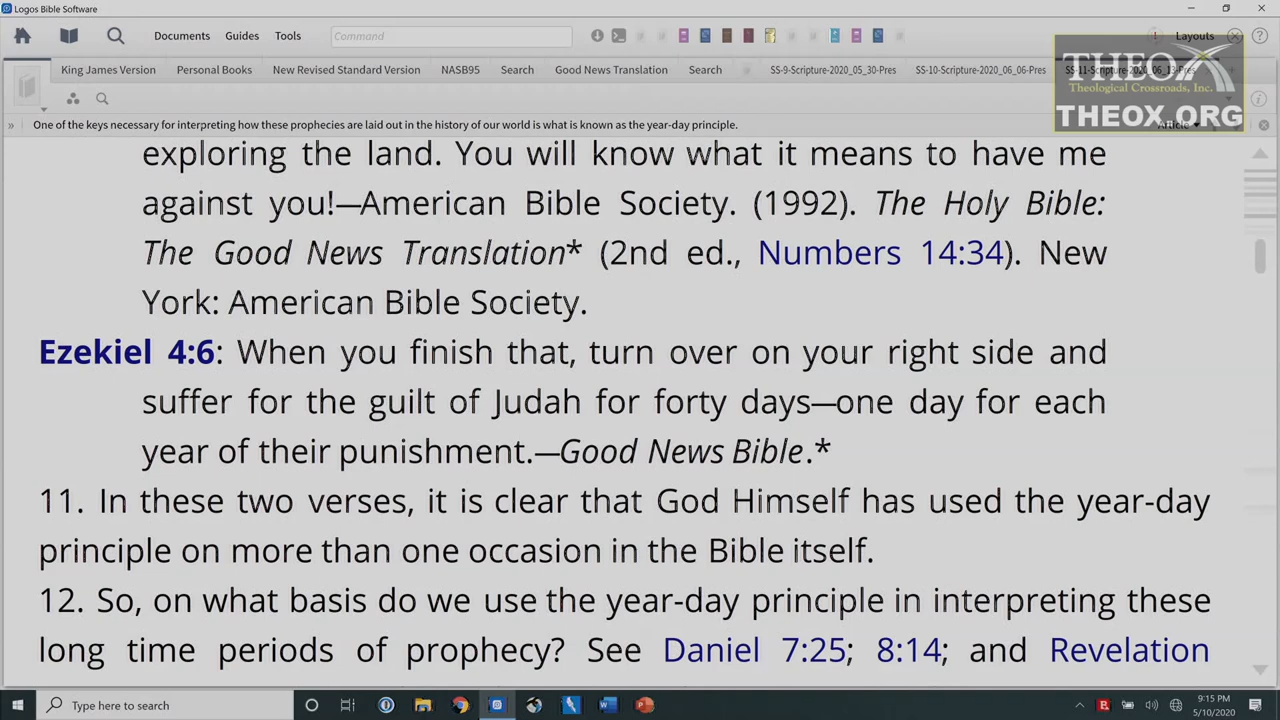 Logos Bible Software
Documents Guides Tools Command Layouts
King James Version Personal Books New Revised Standard 1995 Search Good News Translation Search SS-9-Scripture-2020_05_30-Pres SS-10-Scripture-2020_06_06-Pres SS-11-Scripture-2020_06_13-Pres
THEOX
Theological Crossroads, Inc.
THEOX.ORG
» One of the keys necessary for interpreting how these prophecies are laid out in the history of our world is what is known as the year-day principle. Article
exploring the land. You will know what it means to have me
against you!—American Bible Society. (1992). The Holy Bible:
The Good News Translation* (2nd ed., Numbers 14:34). New
York: American Bible Society.
Ezekiel 4:6: When you finish that, turn over on your right side and
suffer for the guilt of Judah for forty days—one day for each
year of their punishment.—Good News Bible.*
11. In these two verses, it is clear that God Himself has used the year-day
principle on more than one occasion in the Bible itself.
12. So, on what basis do we use the year-day principle in interpreting these
long time periods of prophecy? See Daniel 7:25; 8:14; and Revelation
Type here to search
9:15 PM
5/10/2020